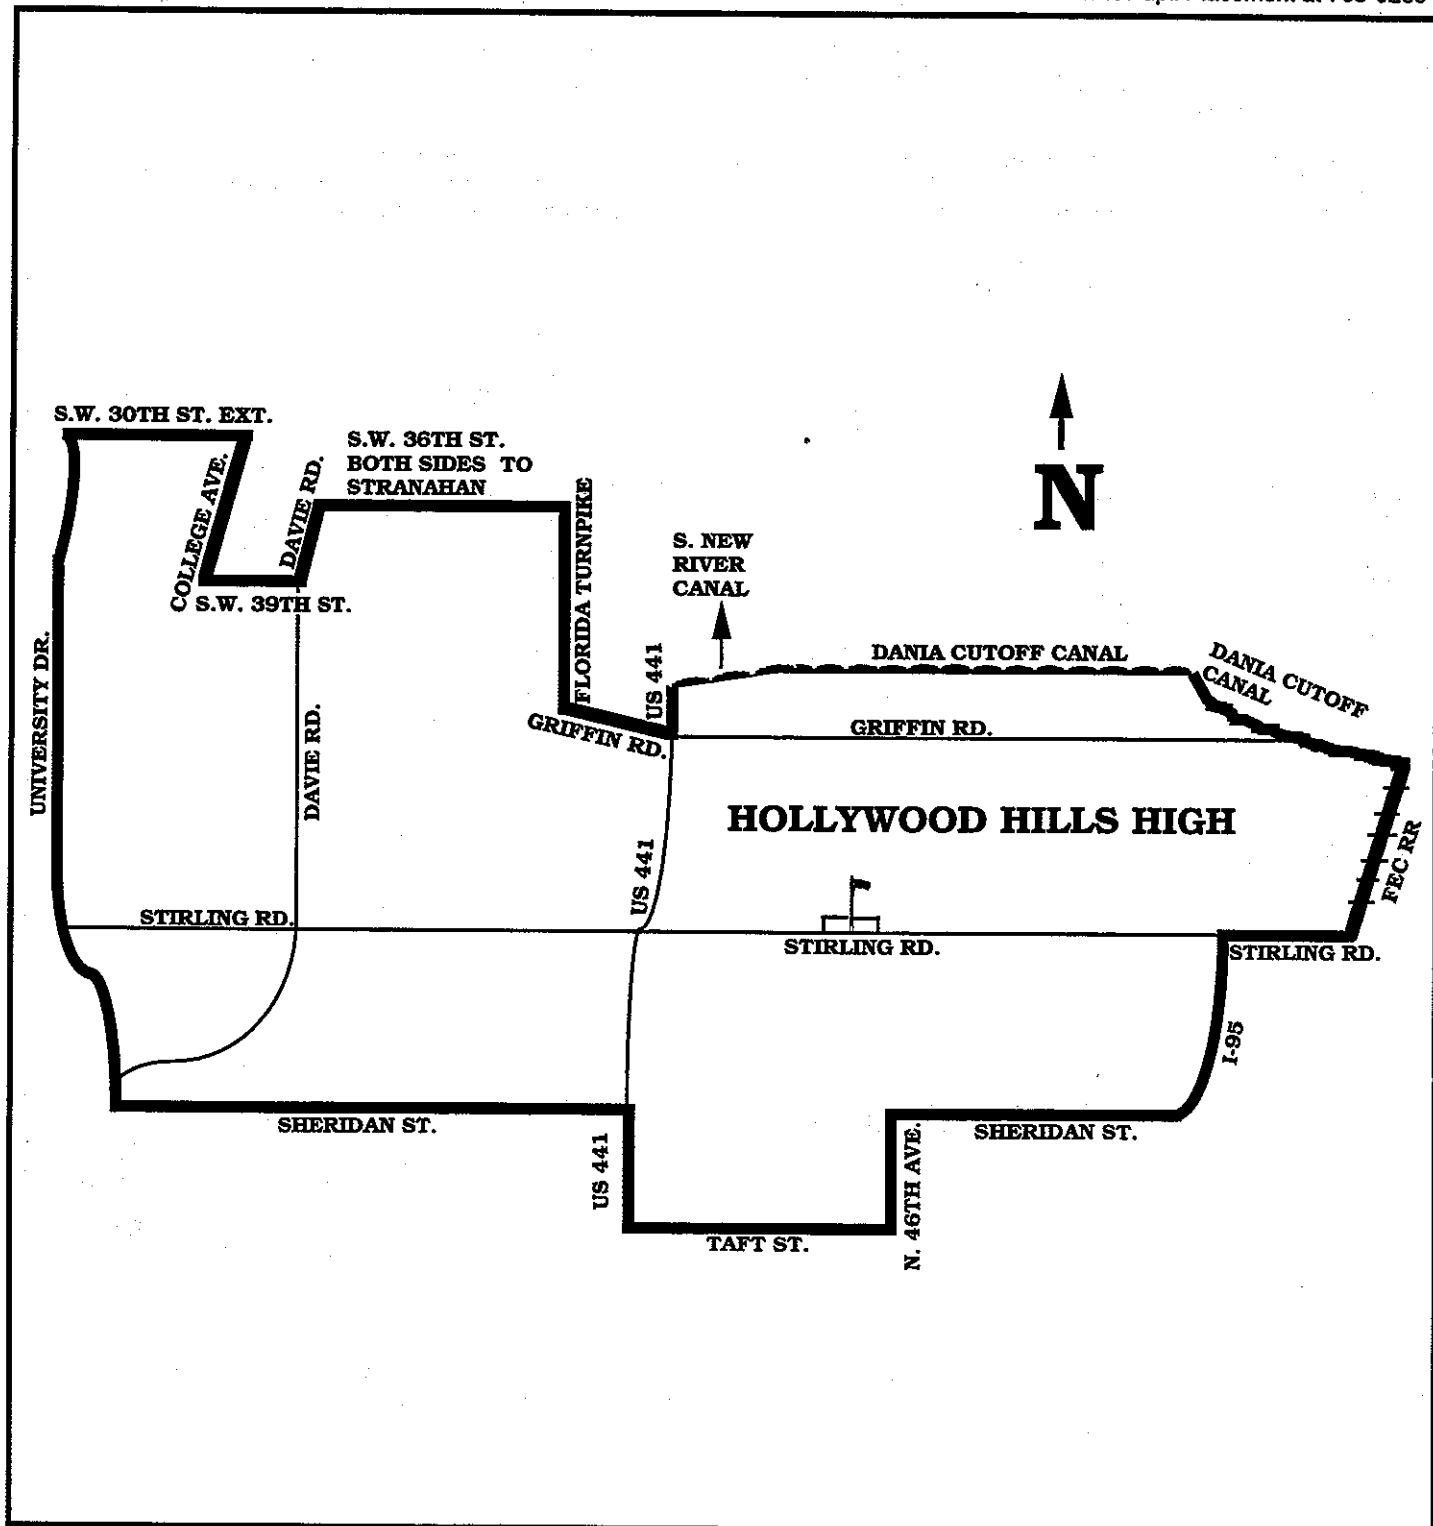 S.W. 30TH ST. EXT.
S.W. 36TH ST.
BOTH SIDES TO
STRANAHAN
COLLEGE AVE.
DAVIE RD.
S.W. 39TH ST.
FLORIDA TURNPIKE
N
S. NEW
RIVER
CANAL
US 441
DANIA CUTOFF CANAL
DANIA CUTOFF
CANAL
GRIFFIN RD.
GRIFFIN RD.
UNIVERSITY DR.
DAVIE RD.
HOLLYWOOD HILLS HIGH
US 441
FEC RR
STIRLING RD.
STIRLING RD.
STIRLING RD.
I-95
SHERIDAN ST.
SHERIDAN ST.
US 441
N. 46TH AVE.
TAFT ST.